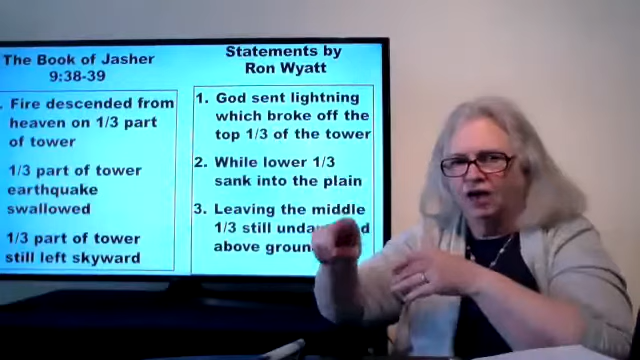 The Book of Jasher
9:38-39
. Fire descended from
heaven on 1/3 part
of tower
1/3 part of tower
earthquake
swallowed
1/3 part of tower
still left skyward
Statements by
Ron Wyatt
1. God sent lightning
which broke off the
top 1/3 of the tower
2. While lower 1/3
sank into the plain
3. Leaving the middle
1/3 still
above